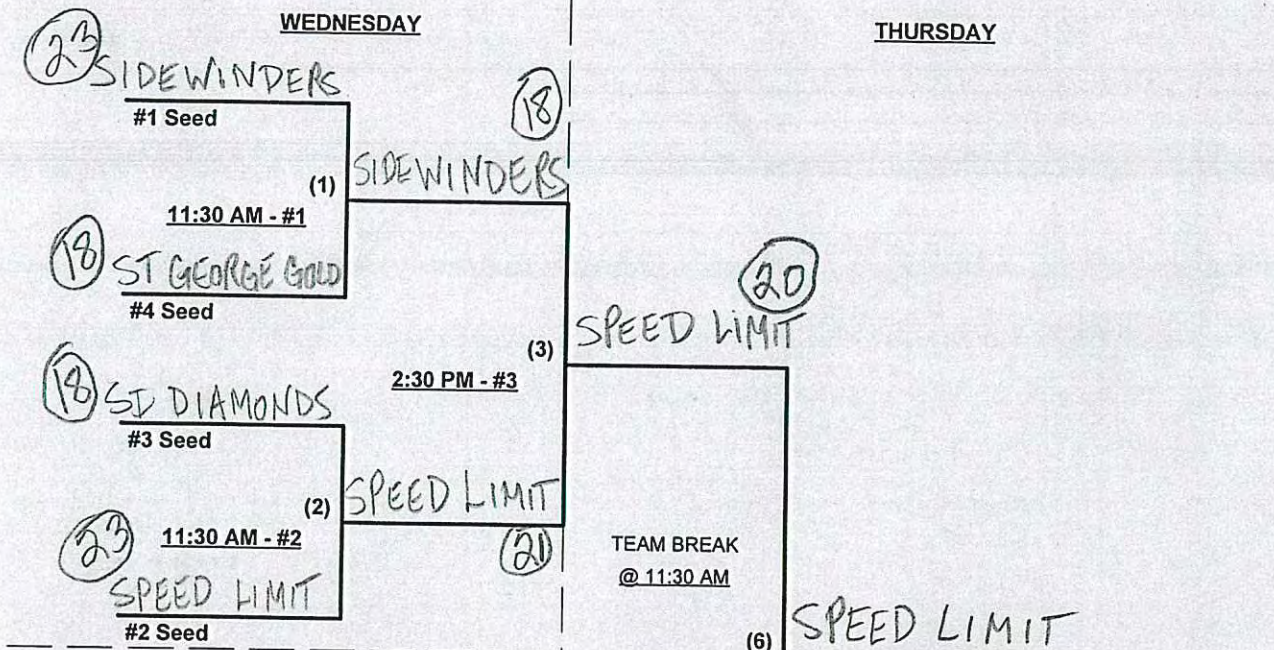 WEDNESDAY
THURSDAY
23
SIDEWINDERS
#1 Seed
18
(1)
SIDEWINDERS
11:30 AM - #1
18
ST GEORGE GOLD
#4 Seed
20
SPEED LIMIT
(3)
2:30 PM - #3
18
SD DIAMONDS
#3 Seed
(2)
SPEED LIMIT
23
11:30 AM - #2
21
SPEED LIMIT
#2 Seed
TEAM BREAK
@ 11:30 AM
(6)
SPEED LIMIT